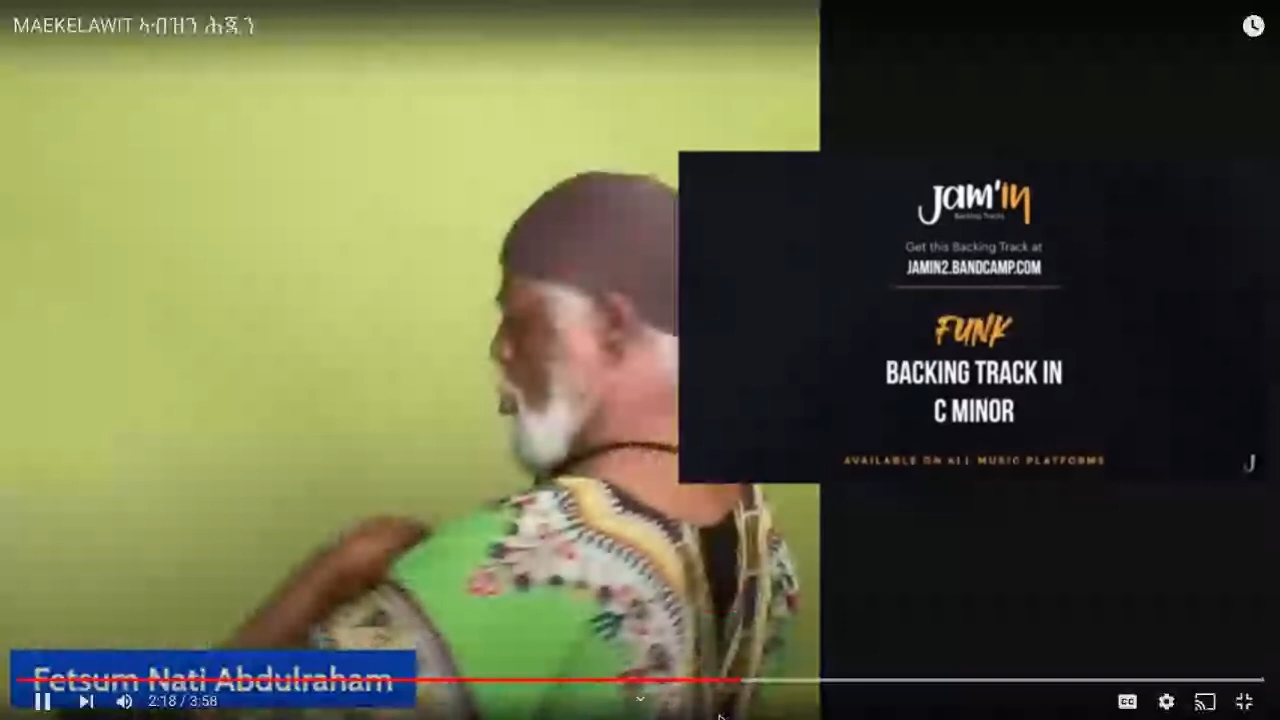 MAEKELAWIT ኣብዝን ሕጂን
Jam'in
Backing Tracks
Get this Backing Track at
JAMIN2.BANDCAMP.COM
FUNK
BACKING TRACK IN
C MINOR
AVAILABLE ON ALL MUSIC PLATFORMS
J
Fetsum Nati Abdulraham
2:18 / 3:58
CC